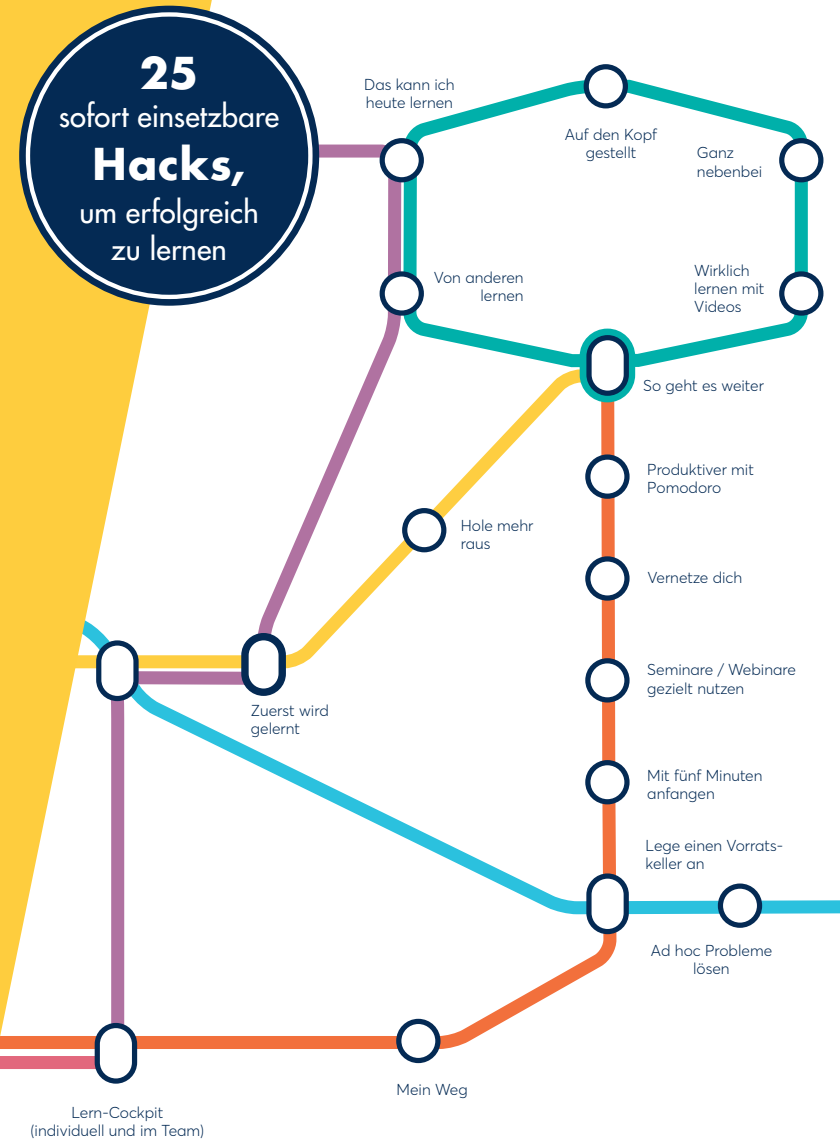 25
sofort einsetzbare
Hacks,
um erfolgreich
zu lernen
Das kann ich
heute lernen
Auf den Kopf
gestellt
Ganz
nebenbei
Von anderen
lernen
Wirklich
lernen mit
Videos
So geht es weiter
Produktiver mit
Pomodoro
Hole mehr
raus
Vernetze dich
Seminare / Webinare
gezielt nutzen
Zuerst wird
gelernt
Mit fünf Minuten
anfangen
Lege einen Vorrats-
keller an
Ad hoc Probleme
lösen
Mein Weg
Lern-Cockpit
(individuell und im Team)